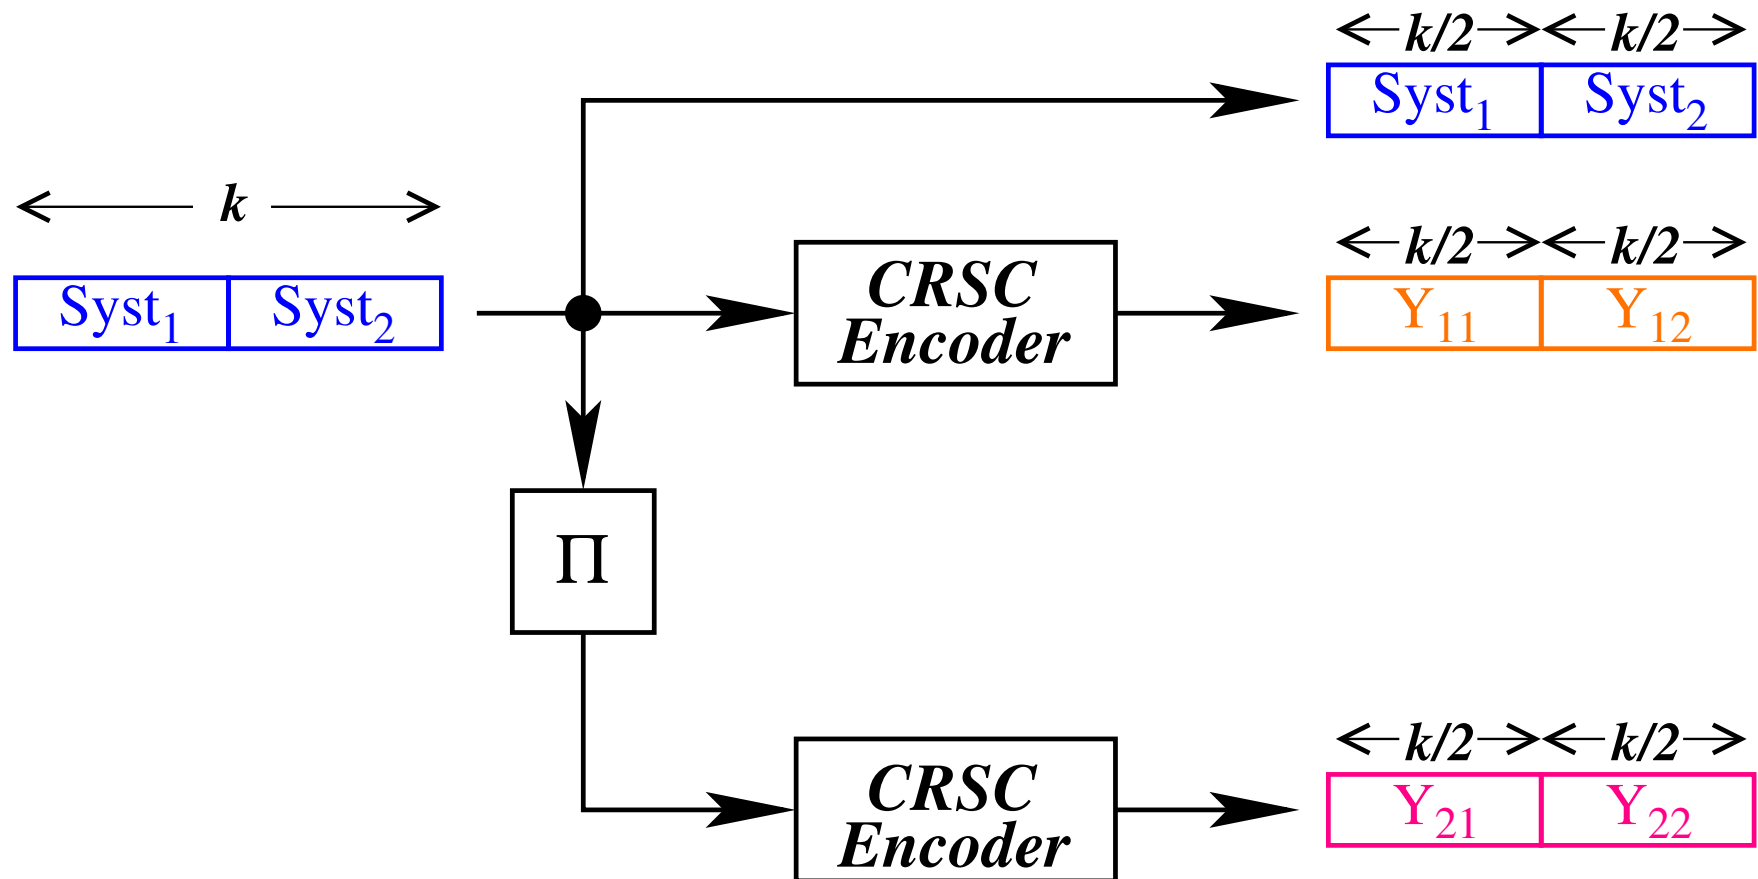 k/2 k/2
Syst₁ Syst₂
k
k/2 k/2
Syst₁ Syst₂
CRSC
Encoder
Y₁₁ Y₁₂
Π
k/2 k/2
CRSC
Encoder
Y₂₁ Y₂₂